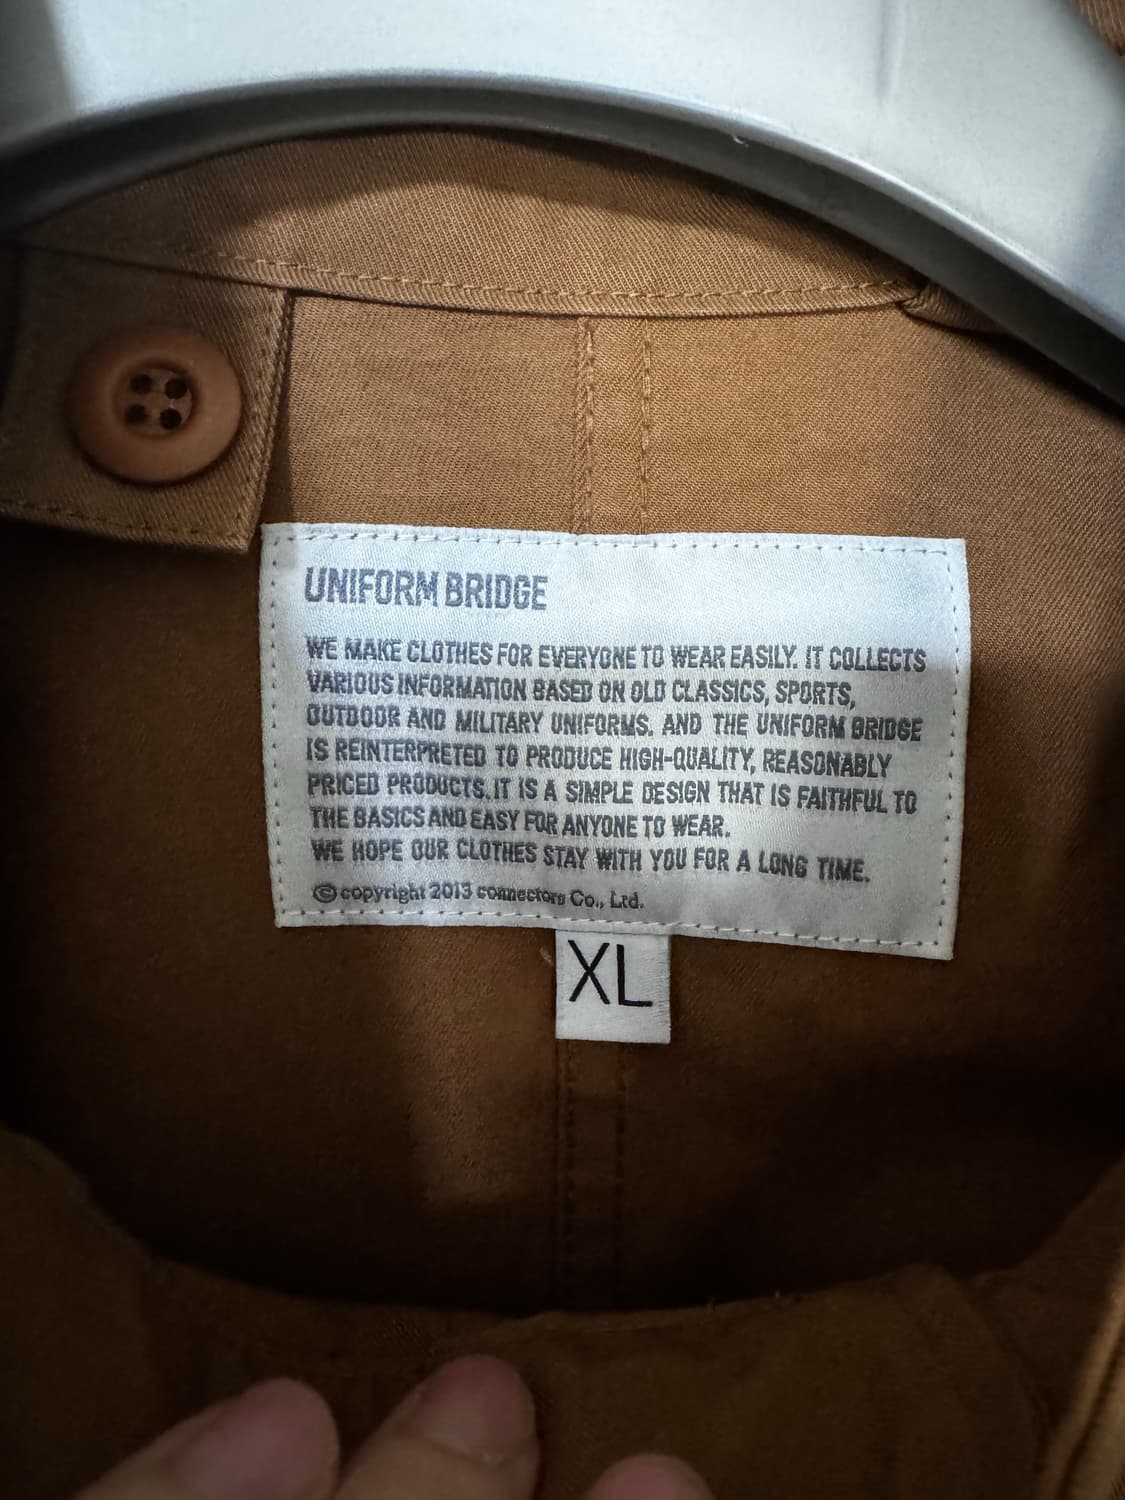 UNIFORM BRIDGE
WE MAKE CLOTHES FOR EVERYONE TO WEAR EASILY. IT COLLECTS
VARIOUS INFORMATION BASED ON OLD CLASSICS, SPORTS,
OUTDOOR AND MILITARY UNIFORMS. AND THE UNIFORM BRIDGE
IS REINTERPRETED TO PRODUCE HIGH-QUALITY, REASONABLY
PRICED PRODUCTS. IT IS A SIMPLE DESIGN THAT IS FAITHFUL TO
THE BASICS AND EASY FOR ANYONE TO WEAR.
WE HOPE OUR CLOTHES STAY WITH YOU FOR A LONG TIME.
© copyright 2013 connectors Co., Ltd.
XL